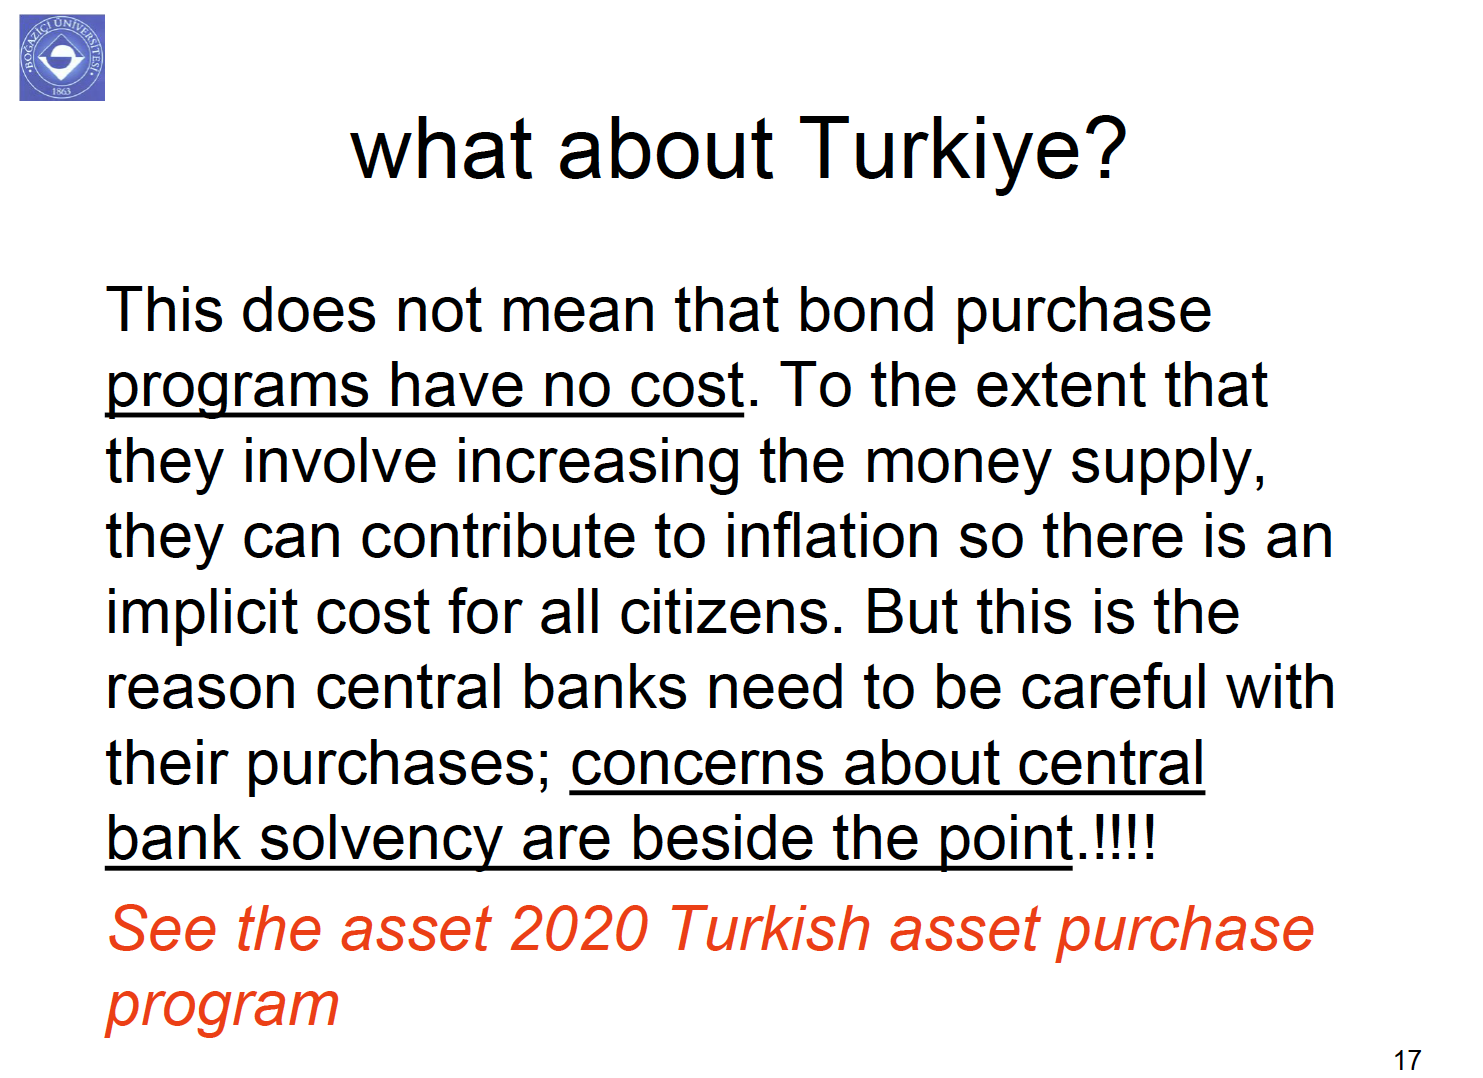 BOĞAZİÇİ ÜNİVERSİTESİ
1863
what about Turkiye?
This does not mean that bond purchase
programs have no cost. To the extent that
they involve increasing the money supply,
they can contribute to inflation so there is an
implicit cost for all citizens. But this is the
reason central banks need to be careful with
their purchases; concerns about central
bank solvency are beside the point.!!!!
See the asset 2020 Turkish asset purchase
program
17